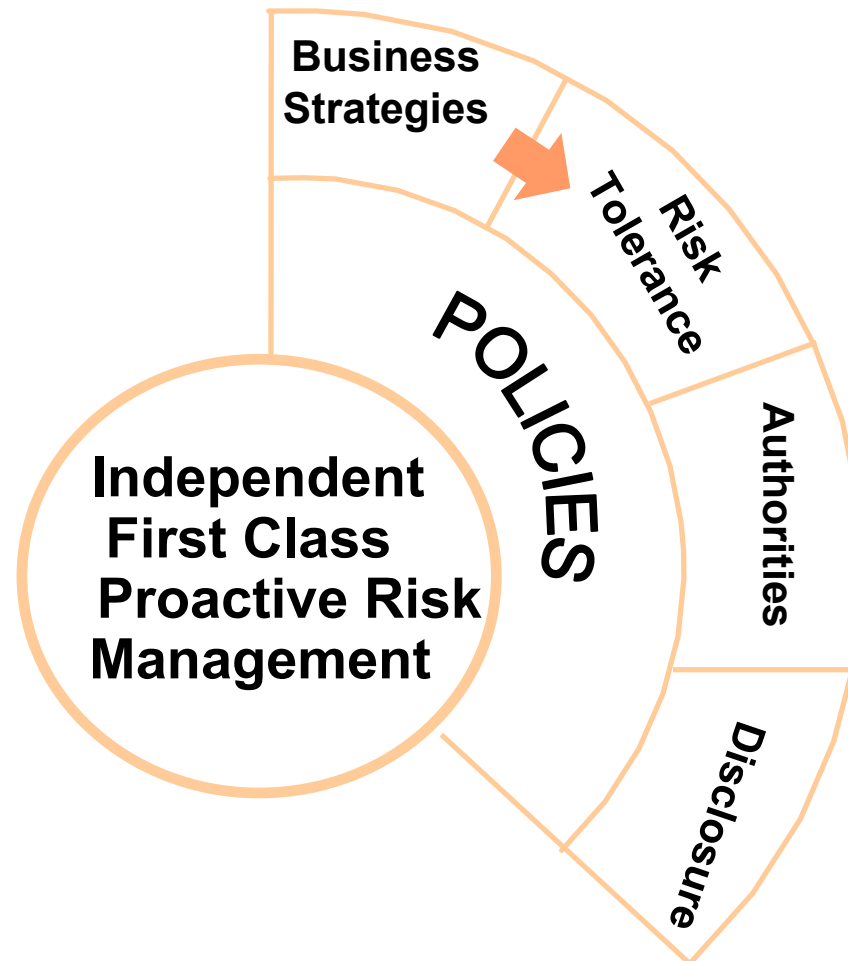 Business
Strategies
Risk
Tolerance
Authorities
Disclosure
POLICIES
Independent
First Class
Proactive Risk
Management